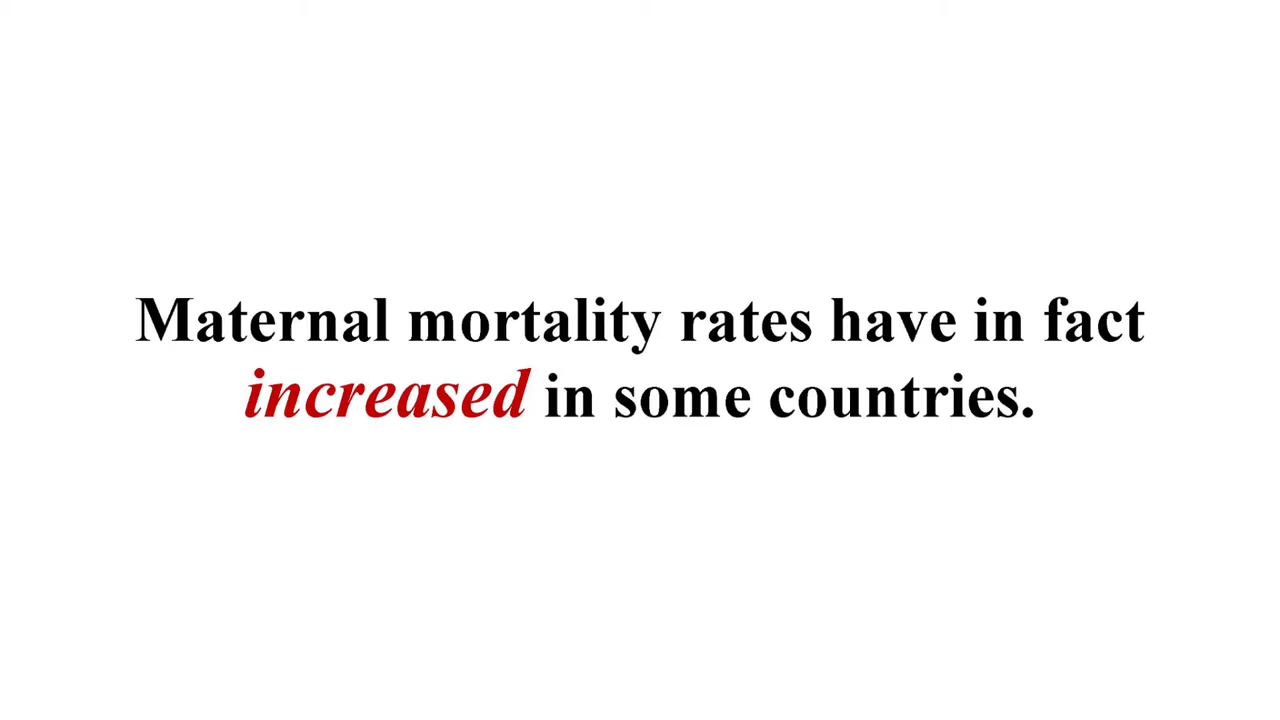 Maternal mortality rates have in fact
increased in some countries.